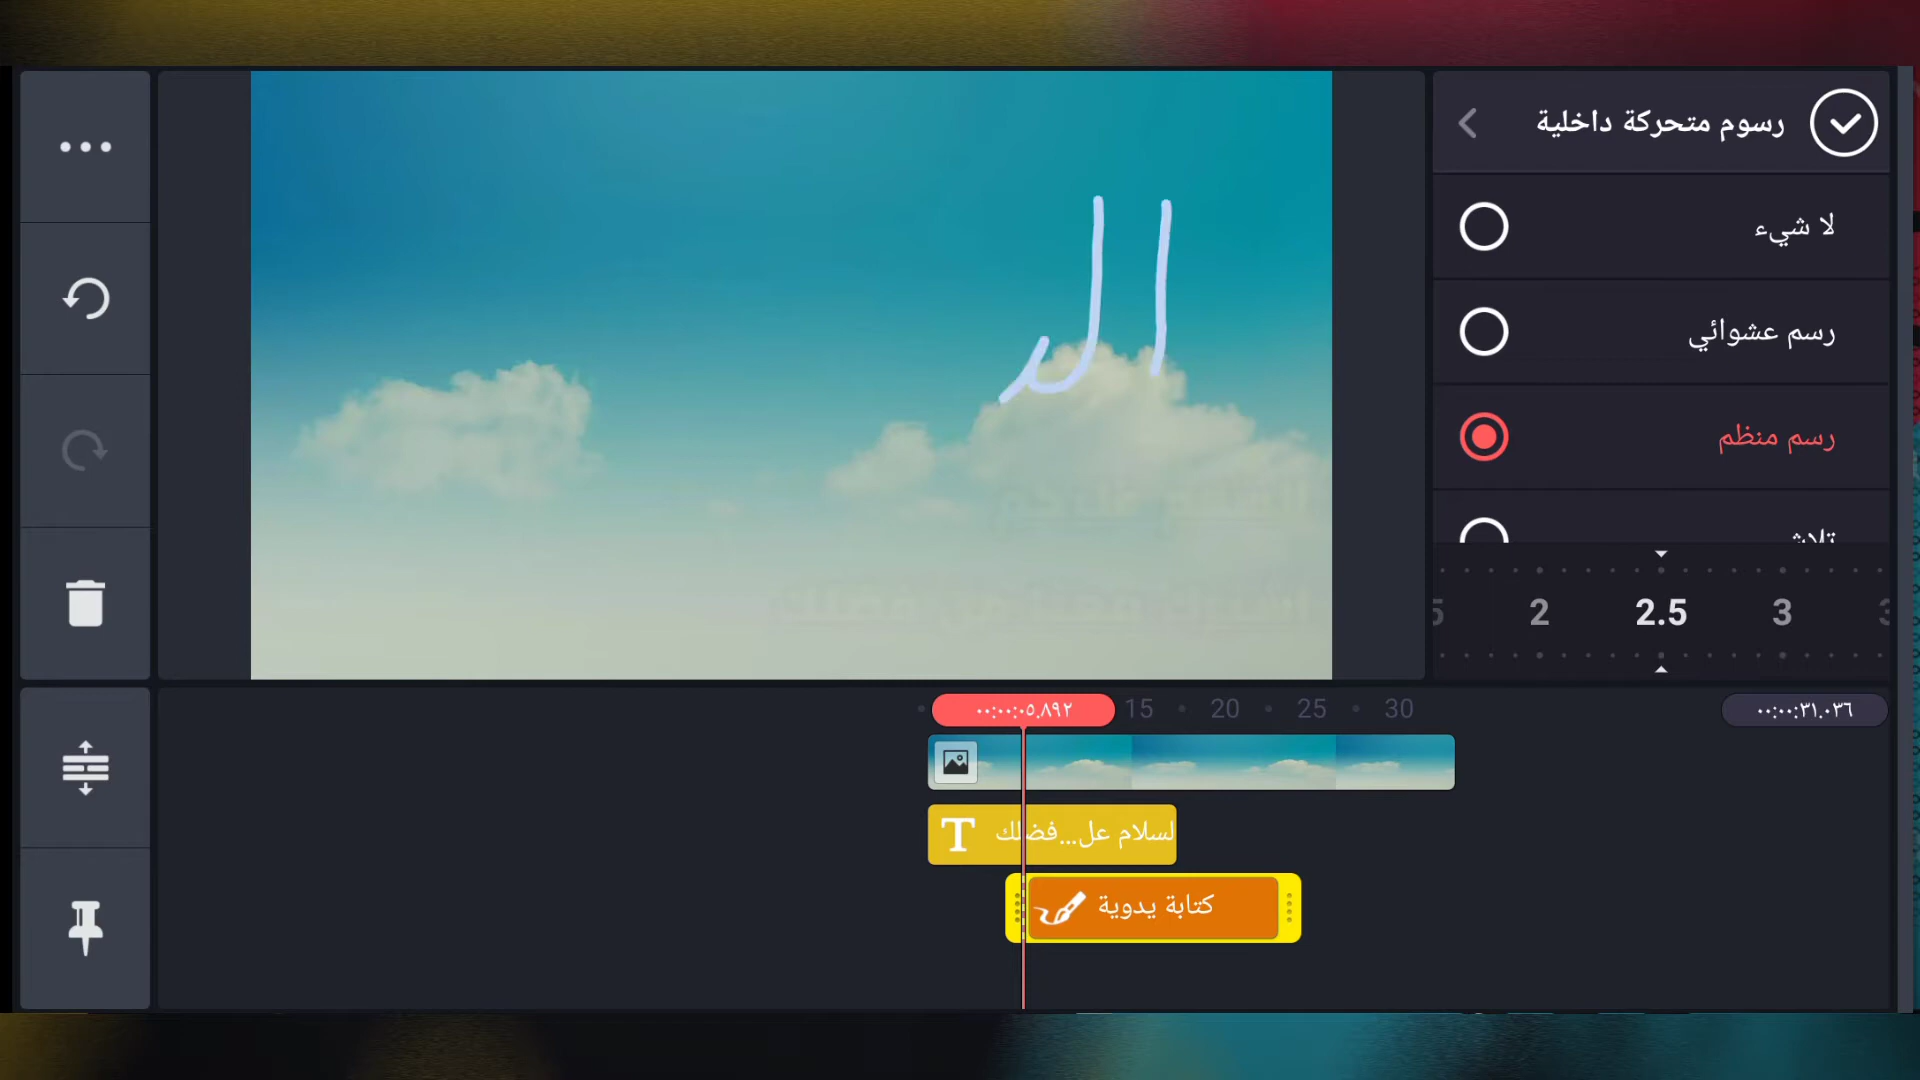 رسوم متحركة داخلية
لا شيء
رسم عشوائي
رسم منظم
2 2.5 3
ال
٠٠:٠٠:٠٥.٨٩٢ 15 20 25 30 ٠٠:٠٠:٣١.٠٣٦
T لسلام عل...فضلك
كتابة يدوية